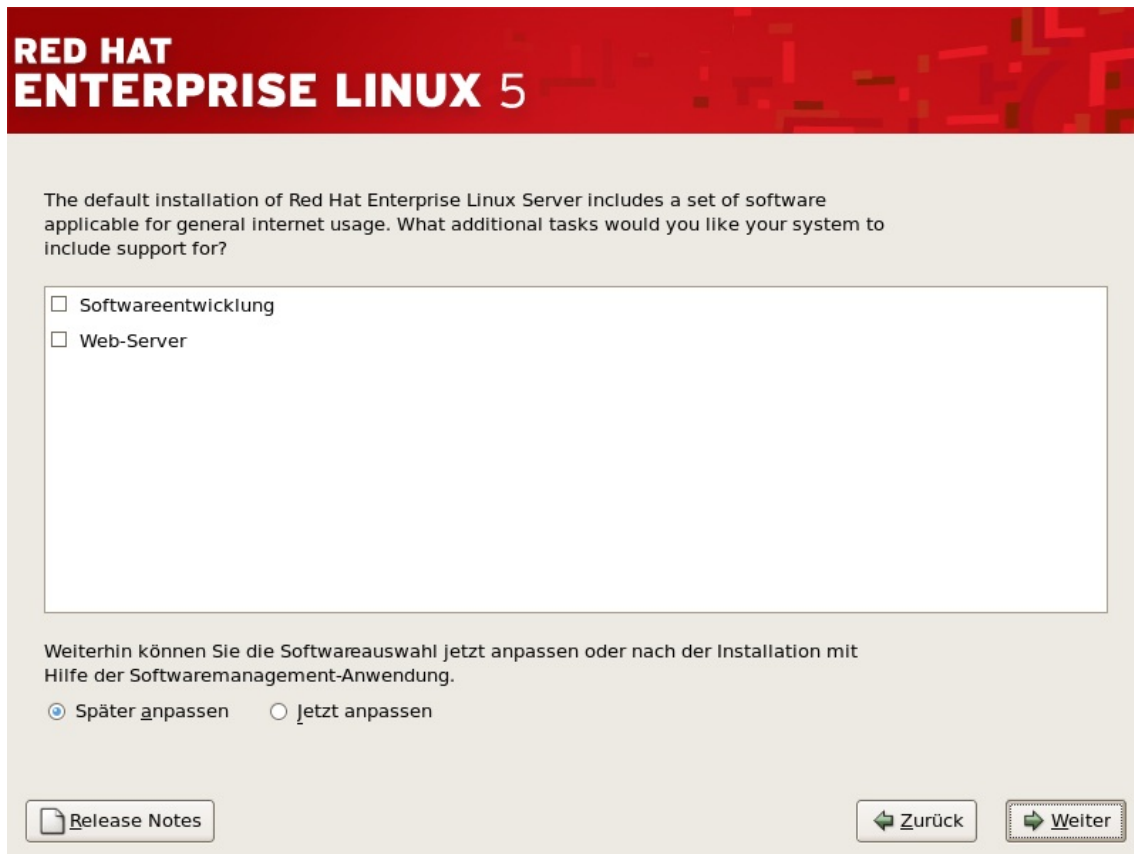 RED HAT
ENTERPRISE LINUX 5
The default installation of Red Hat Enterprise Linux Server includes a set of software
applicable for general internet usage. What additional tasks would you like your system to
include support for?
Softwareentwicklung
Web-Server
Weiterhin können Sie die Softwareauswahl jetzt anpassen oder nach der Installation mit
Hilfe der Softwaremanagement-Anwendung.
Später anpassen Jetzt anpassen
Release Notes Zurück Weiter